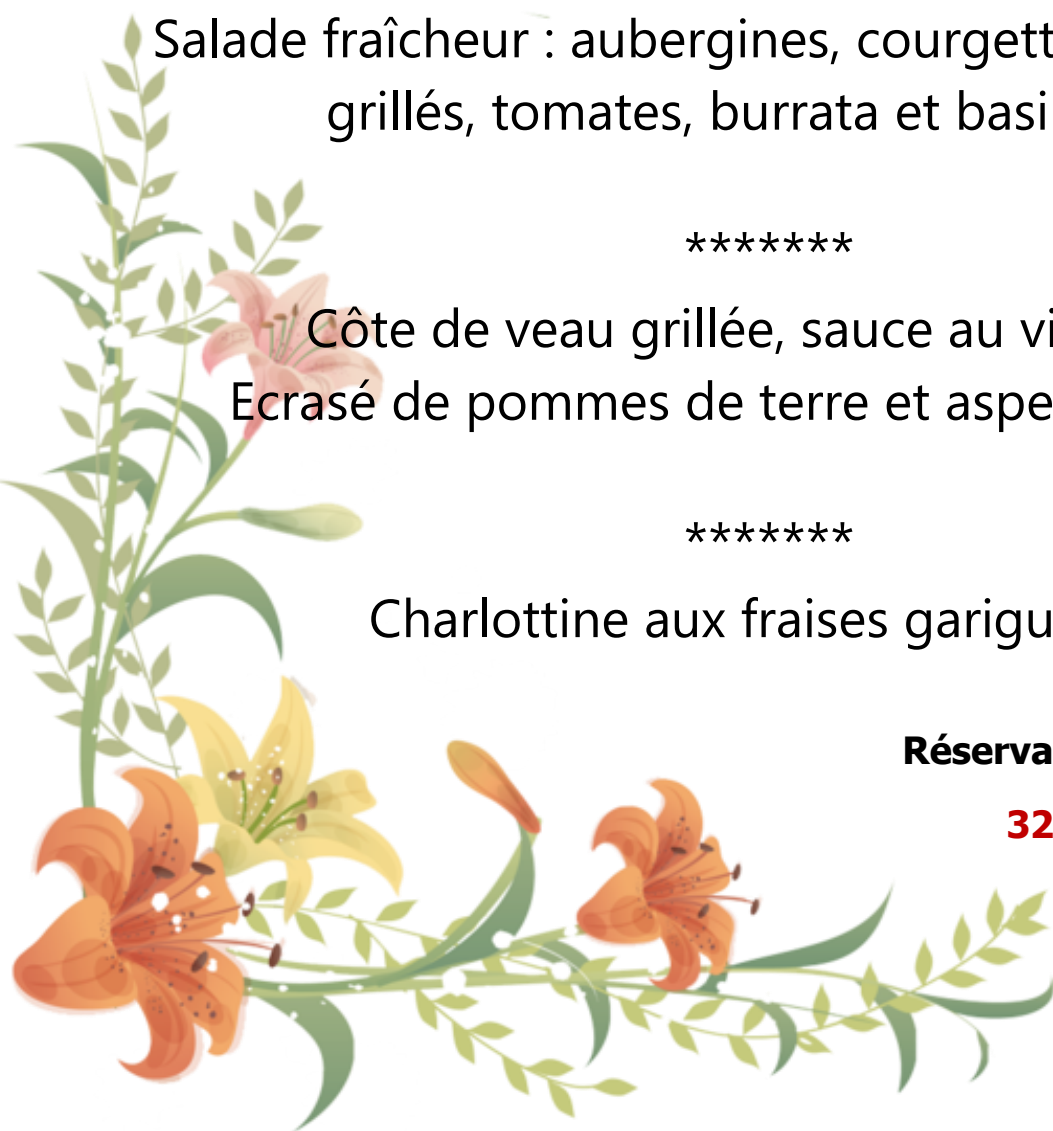 Salade fraîcheur : aubergines, courgett
grillés, tomates, burrata et basi
*******
Côte de veau grillée, sauce au vi
Ecrasé de pommes de terre et aspe
*******
Charlottine aux fraises garigu
Réserva
32